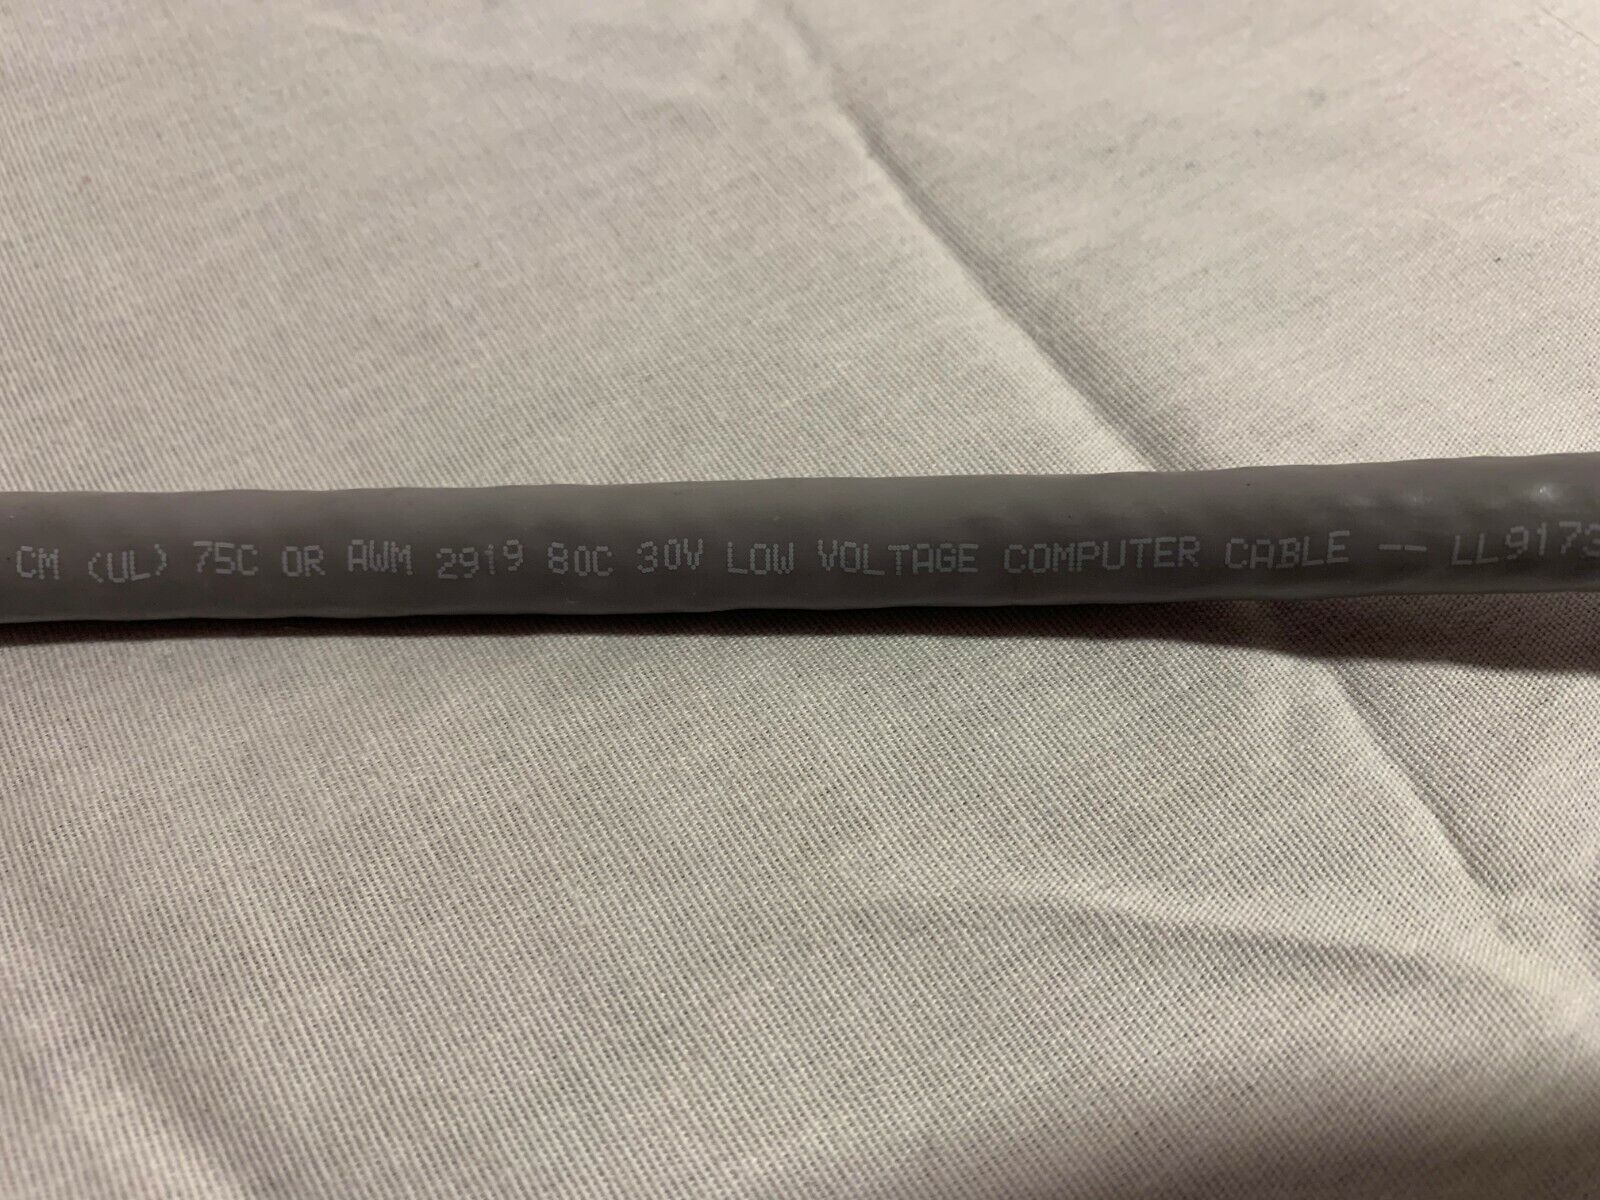 CM (UL) 75C OR AWM 2919 80C 30V LOW VOLTAGE COMPUTER CABLE -- LL9173